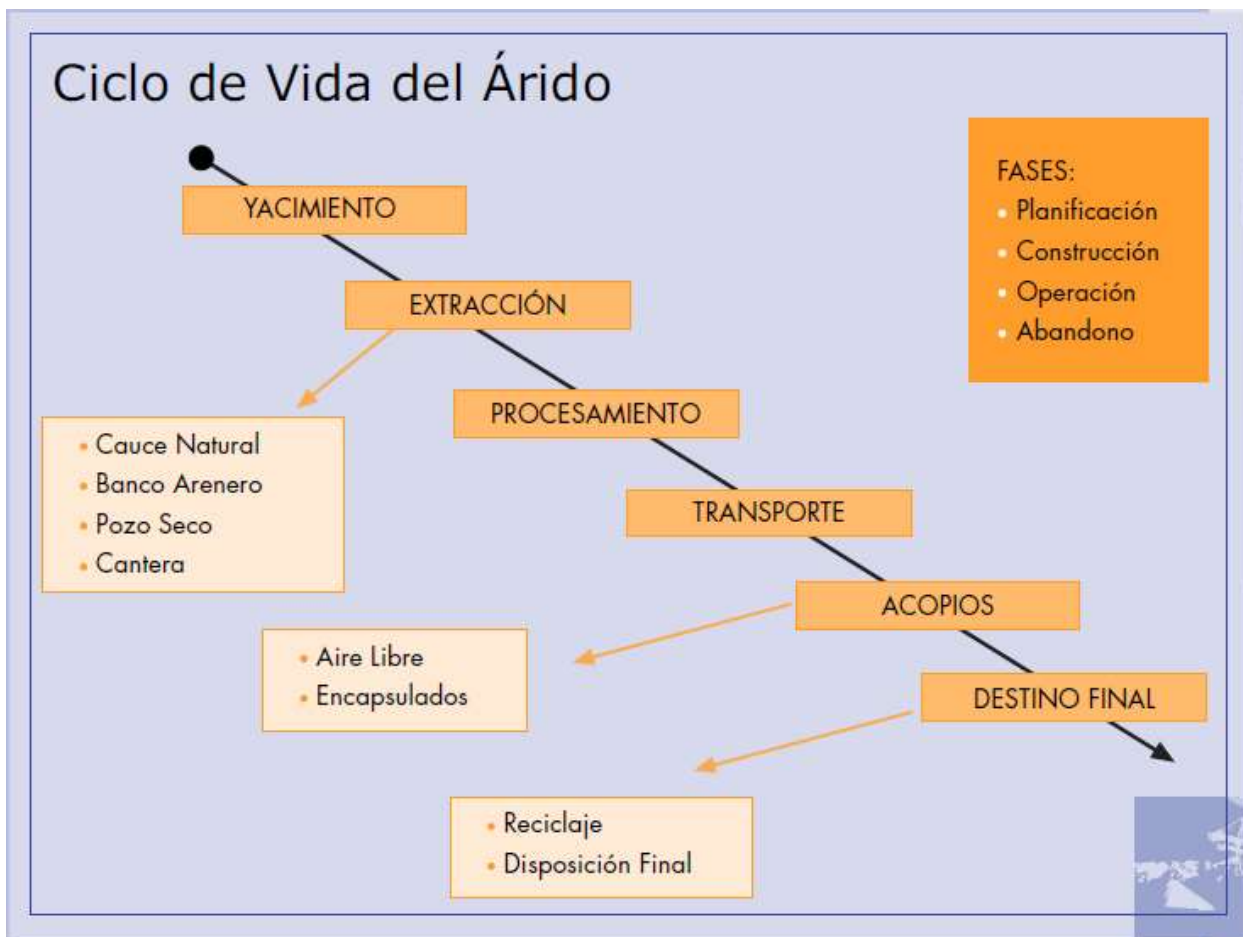 Ciclo de Vida del Árido
YACIMIENTO
EXTRACCIÓN
PROCESAMIENTO
TRANSPORTE
ACOPIOS
DESTINO FINAL
FASES:
• Planificación
• Construcción
• Operación
• Abandono
• Cauce Natural
• Banco Arenero
• Pozo Seco
• Cantera
• Aire Libre
• Encapsulados
• Reciclaje
• Disposición Final